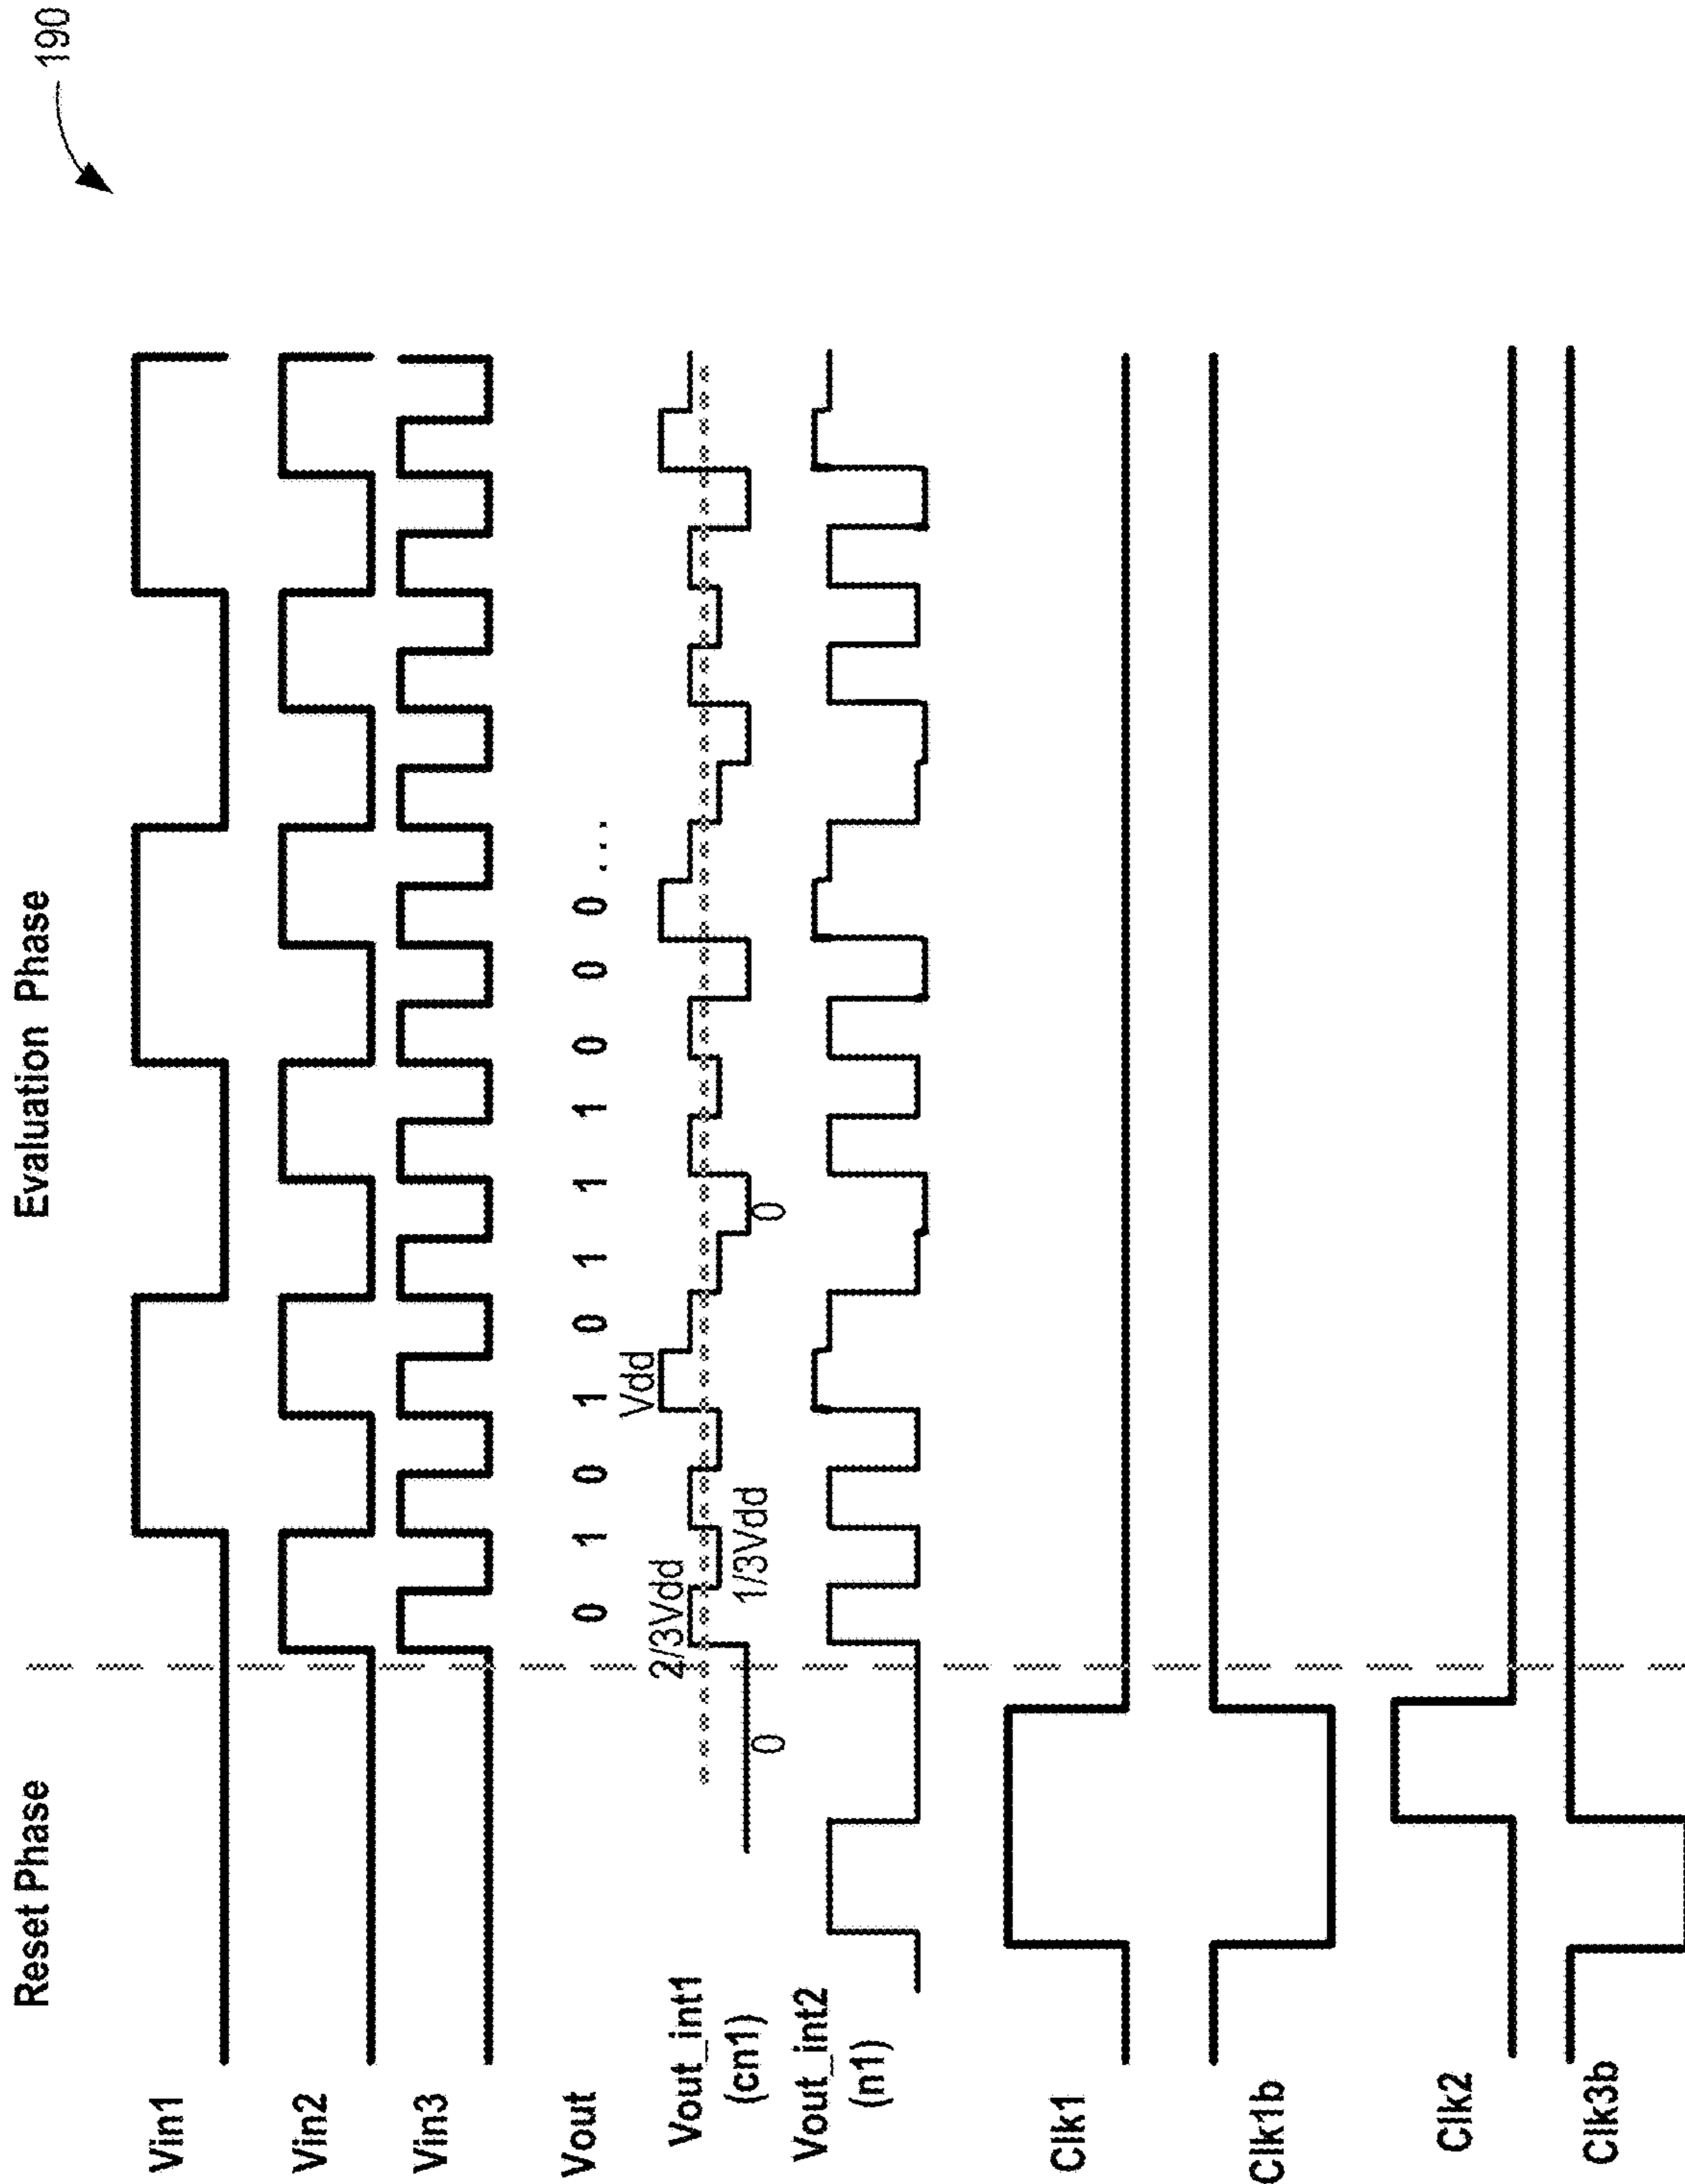 190
Reset Phase
Evaluation Phase
Vin1
Vin2
Vin3
Vout
0 1 0 1 0 1 1 1 0 0 0 ...
Vout_int1
(cn1)
0
2/3Vdd
1/3Vdd
Vdd
0
Vout_int2
(n1)
Clk1
Clk1b
Clk2
Clk3b